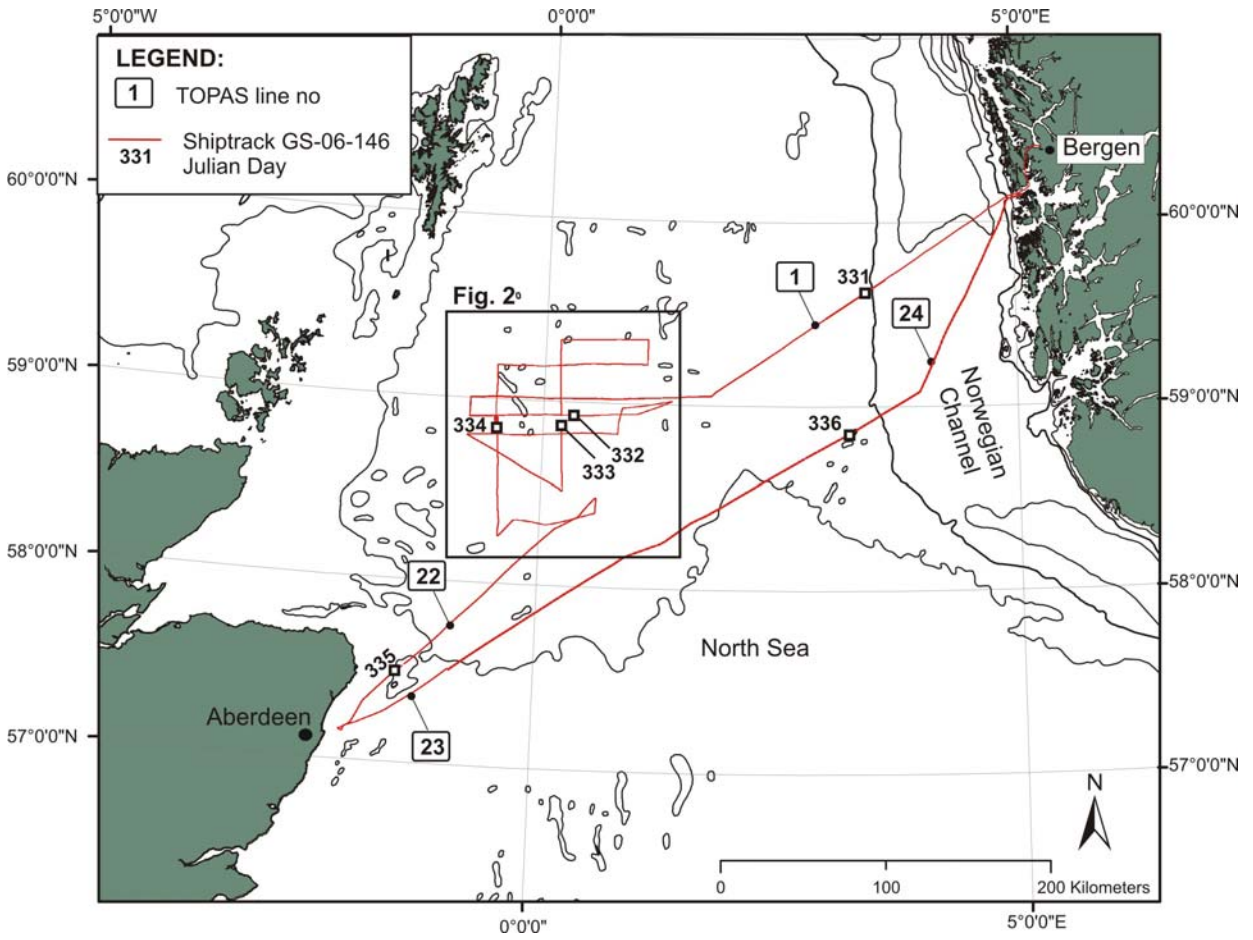 5°0'0"W
0°0'0"
5°0'0"E
LEGEND:
1 TOPAS line no
Shiptrack GS-06-146
331 Julian Day
Bergen
60°0'0"N
60°0'0"N
1
331
24
Fig. 2
59°0'0"N
59°0'0"N
Norwegian
Channel
334
332
333
336
58°0'0"N
58°0'0"N
22
335
North Sea
Aberdeen
23
57°0'0"N
57°0'0"N
N
0 100 200 Kilometers
0°0'0"
5°0'0"E